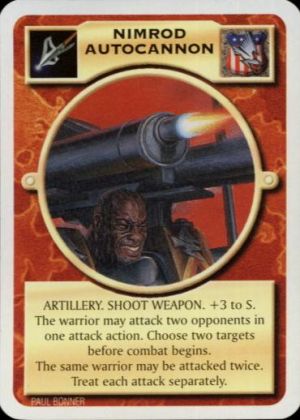 NIMROD
AUTOCANNON
ARTILLERY. SHOOT WEAPON. +3 to S.
The warrior may attack two opponents in
one attack action. Choose two targets
before combat begins.
The same warrior may be attacked twice.
Treat each attack separately.
PAUL BONNER